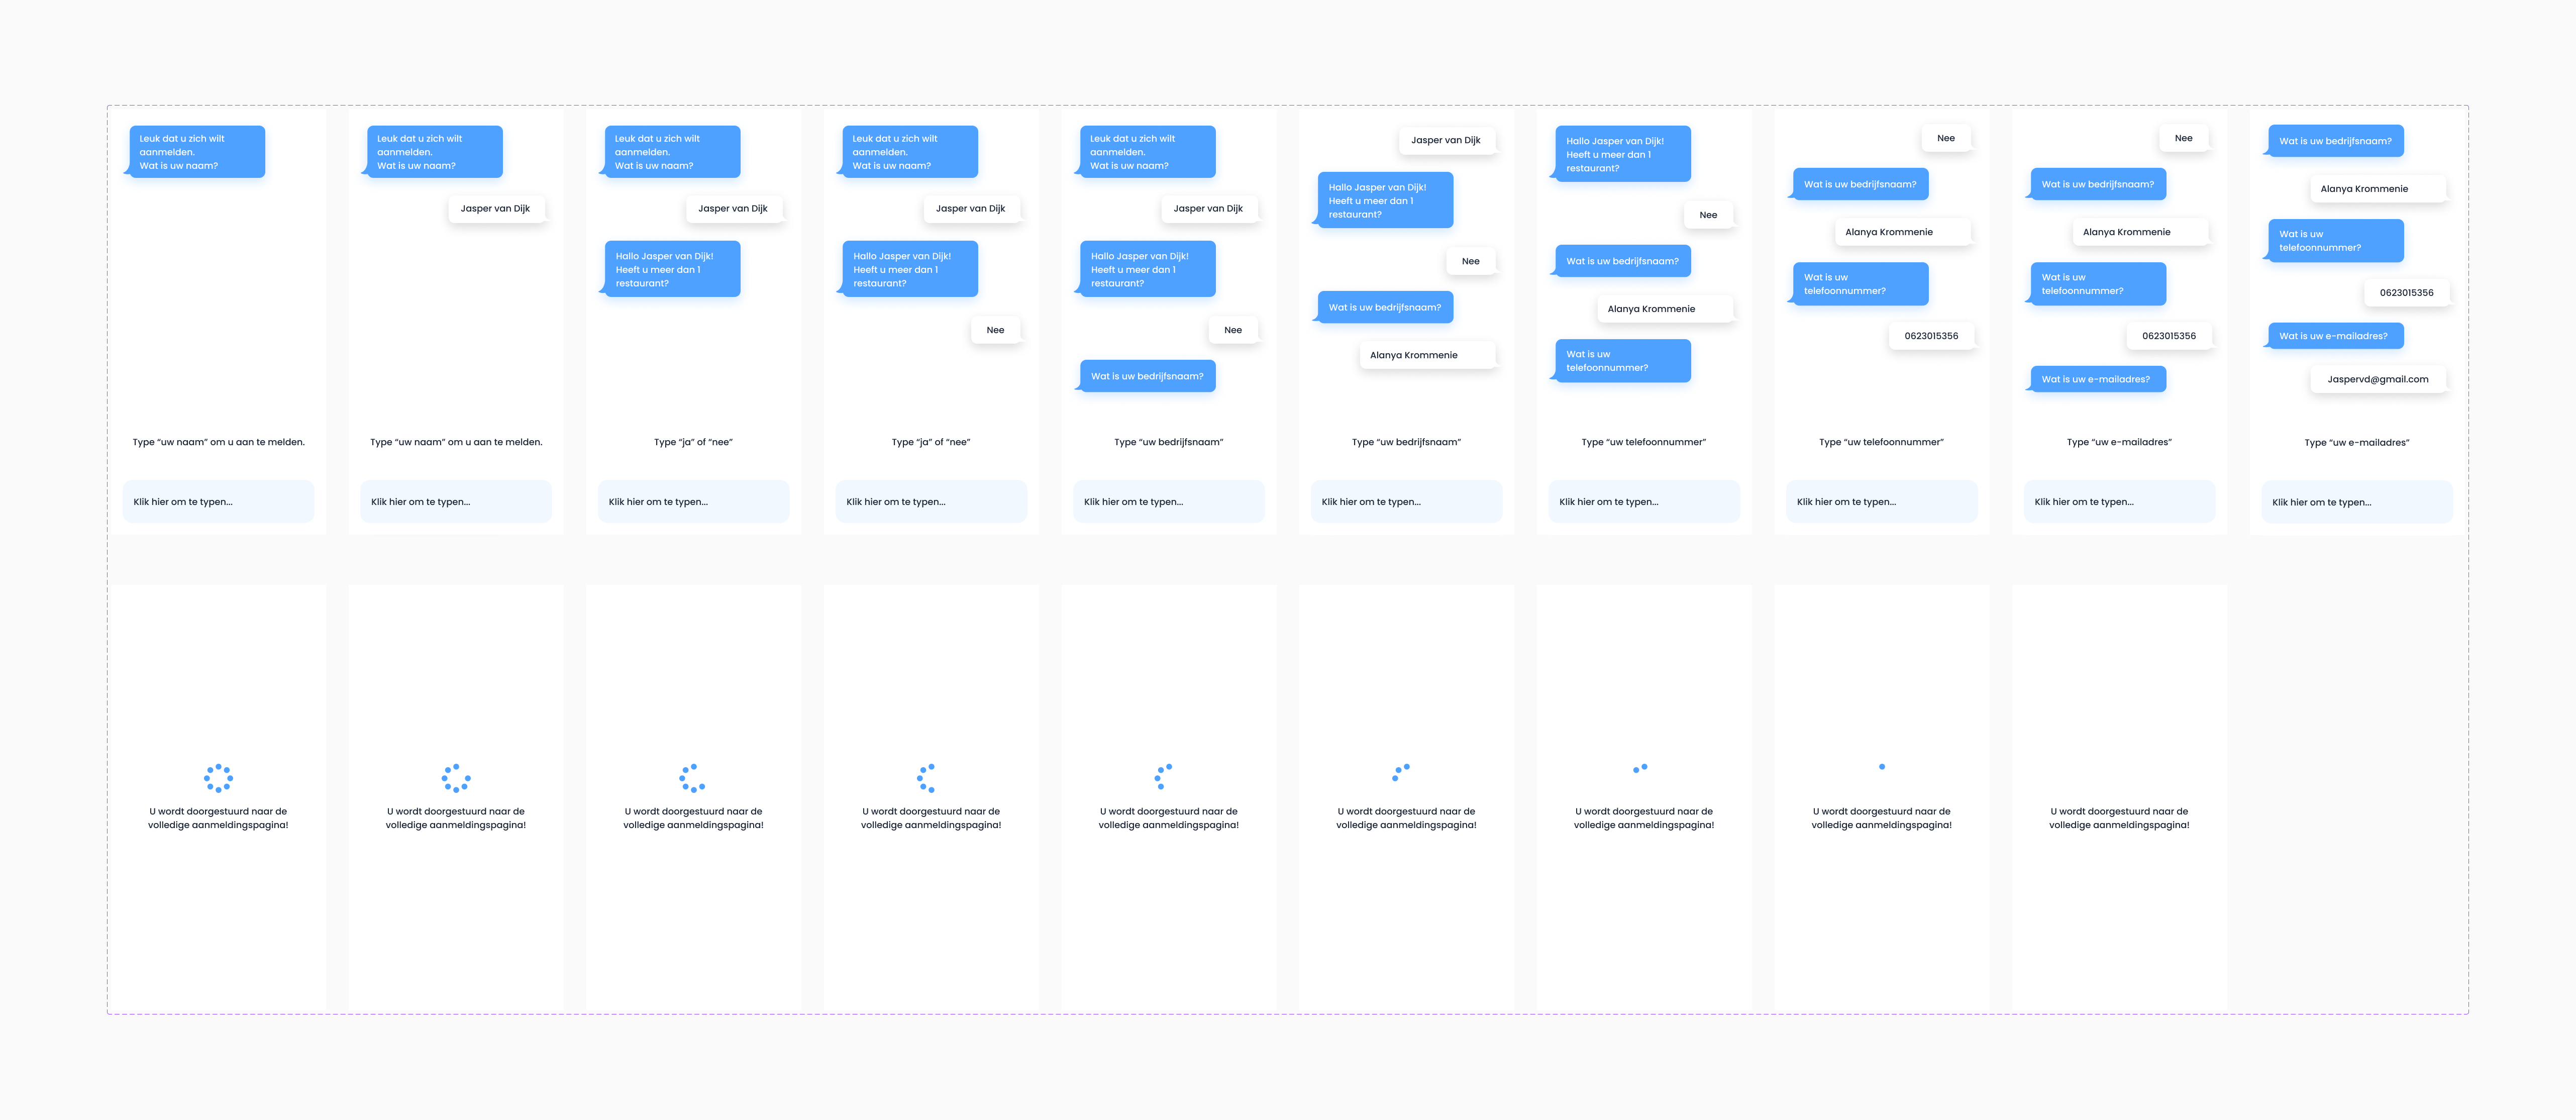 Leuk dat u zich wilt
aanmelden.
Wat is uw naam?
Type “uw naam” om u aan te melden.
Klik hier om te typen...
Leuk dat u zich wilt
aanmelden.
Wat is uw naam?
Jasper van Dijk
Type “uw naam” om u aan te melden.
Klik hier om te typen...
Leuk dat u zich wilt
aanmelden.
Wat is uw naam?
Jasper van Dijk
Hallo Jasper van Dijk!
Heeft u meer dan 1
restaurant?
Type “ja” of “nee”
Klik hier om te typen...
Leuk dat u zich wilt
aanmelden.
Wat is uw naam?
Jasper van Dijk
Hallo Jasper van Dijk!
Heeft u meer dan 1
restaurant?
Nee
Type “ja” of “nee”
Klik hier om te typen...
Leuk dat u zich wilt
aanmelden.
Wat is uw naam?
Jasper van Dijk
Hallo Jasper van Dijk!
Heeft u meer dan 1
restaurant?
Nee
Wat is uw bedrijfsnaam?
Type “uw bedrijfsnaam”
Klik hier om te typen...
Jasper van Dijk
Hallo Jasper van Dijk!
Heeft u meer dan 1
restaurant?
Nee
Wat is uw bedrijfsnaam?
Alanya Krommenie
Type “uw bedrijfsnaam”
Klik hier om te typen...
Hallo Jasper van Dijk!
Heeft u meer dan 1
restaurant?
Nee
Wat is uw bedrijfsnaam?
Alanya Krommenie
Wat is uw
telefoonnummer?
Type “uw telefoonnummer”
Klik hier om te typen...
Nee
Wat is uw bedrijfsnaam?
Alanya Krommenie
Wat is uw
telefoonnummer?
0623015356
Type “uw telefoonnummer”
Klik hier om te typen...
Nee
Wat is uw bedrijfsnaam?
Alanya Krommenie
Wat is uw
telefoonnummer?
0623015356
Wat is uw e-mailadres?
Type “uw e-mailadres”
Klik hier om te typen...
Wat is uw bedrijfsnaam?
Alanya Krommenie
Wat is uw
telefoonnummer?
0623015356
Wat is uw e-mailadres?
Jaspervd@gmail.com
Type “uw e-mailadres”
Klik hier om te typen...
U wordt doorgestuurd naar de
volledige aanmeldingspagina!
U wordt doorgestuurd naar de
volledige aanmeldingspagina!
U wordt doorgestuurd naar de
volledige aanmeldingspagina!
U wordt doorgestuurd naar de
volledige aanmeldingspagina!
U wordt doorgestuurd naar de
volledige aanmeldingspagina!
U wordt doorgestuurd naar de
volledige aanmeldingspagina!
U wordt doorgestuurd naar de
volledige aanmeldingspagina!
U wordt doorgestuurd naar de
volledige aanmeldingspagina!
U wordt doorgestuurd naar de
volledige aanmeldingspagina!